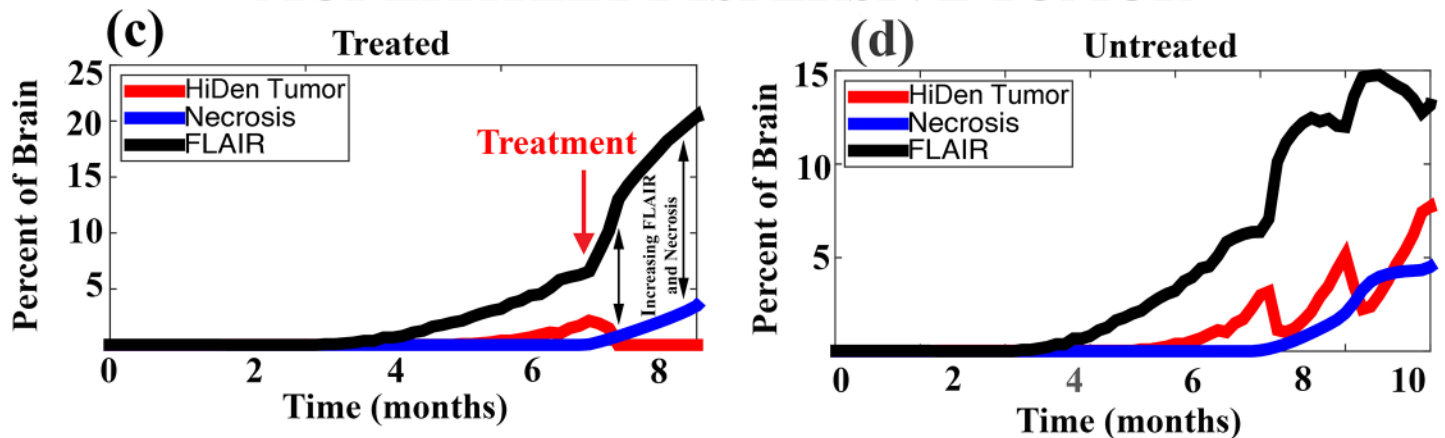 (c)
Treated
25
20
15
10
5
HiDen Tumor
Necrosis
FLAIR
Treatment
Increasing FLAIR
and Necrosis
Percent of Brain
0 2 4 6 8
Time (months)
(d)
Untreated
15
10
5
HiDen Tumor
Necrosis
FLAIR
Percent of Brain
0 2 4 6 8 10
Time (months)